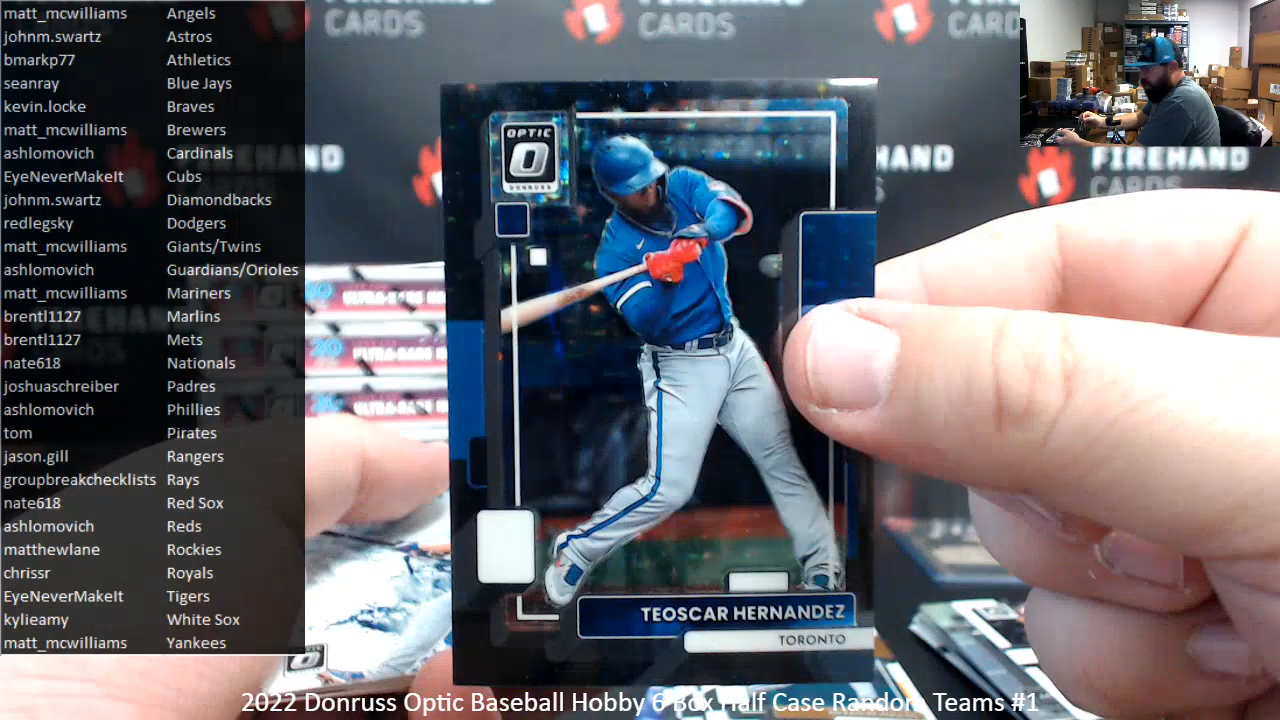 matt_mcwilliams Angels
johnm.swartz Astros
bmarkp77 Athletics
seanray Blue Jays
kevin.locke Braves
matt_mcwilliams Brewers
ashlomovich Cardinals
EyeNeverMakeIt Cubs
johnm.swartz Diamondbacks
redlegsky Dodgers
matt_mcwilliams Giants/Twins
ashlomovich Guardians/Orioles
matt_mcwilliams Mariners
brentl1127 Marlins
brentl1127 Mets
nate618 Nationals
joshuaschreiber Padres
ashlomovich Phillies
tom Pirates
jason.gill Rangers
groupbreakchecklists Rays
nate618 Red Sox
ashlomovich Reds
matthewlane Rockies
chrissr Royals
EyeNeverMakeIt Tigers
kylieamy White Sox
matt_mcwilliams Yankees
CARDS
CARDS
CARDS
FIREHAND
CARDS
OPTIC
O
DONRUSS
TEOSCAR HERNANDEZ
TORONTO
2022 Donruss Optic Baseball Hobby 6 Box Half Case Random Teams #1